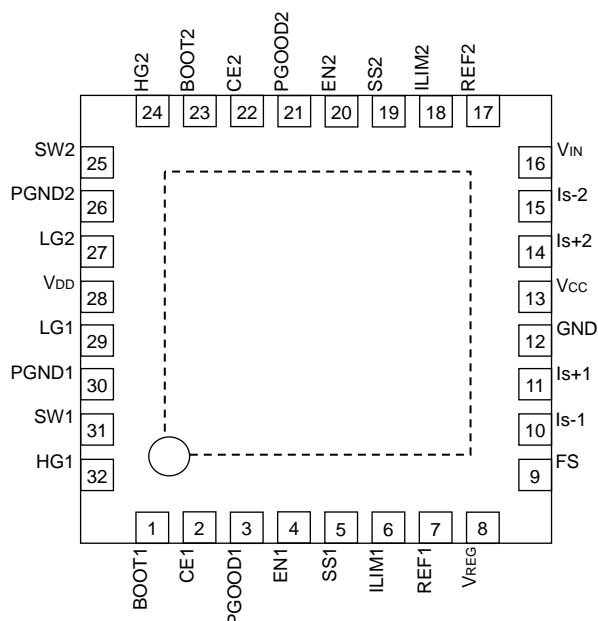 HG2 BOOT2 CE2 PGOOD2 EN2 SS2 ILIM2 REF2
24 23 22 21 20 19 18 17
SW2 25 16 VIN
PGND2 26 15 Is-2
LG2 27 14 Is+2
VDD 28 13 VCC
LG1 29 12 GND
PGND1 30 11 Is+1
SW1 31 10 Is-1
HG1 32 9 FS
1 2 3 4 5 6 7 8
BOOT1 CE1 PGOOD1 EN1 SS1 ILIM1 REF1 VREG